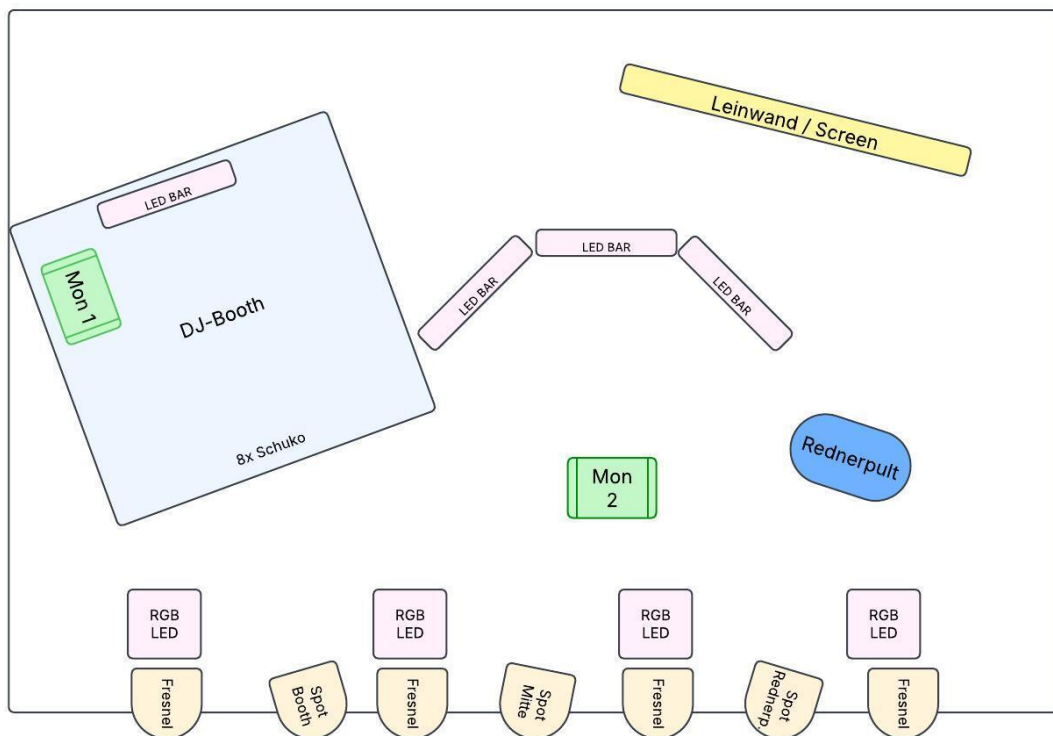 Leinwand / Screen
LED BAR
LED BAR
LED BAR
LED BAR
Mon 1
DJ-Booth
8x Schuko
Rednerpult
Mon
2
RGB
LED
RGB
LED
RGB
LED
RGB
LED
Fresnel
Spot
Booth
Fresnel
Spot
Mitte
Fresnel
Spot
Rednerp.
Fresnel